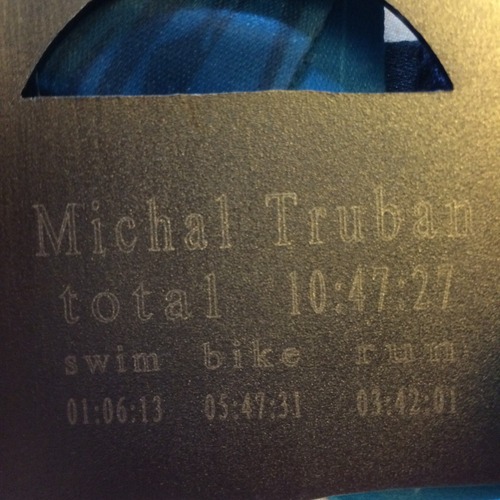 Michal Truban
total 10:47:27
swim bike run
01:06:13 05:47:31 03:42:01